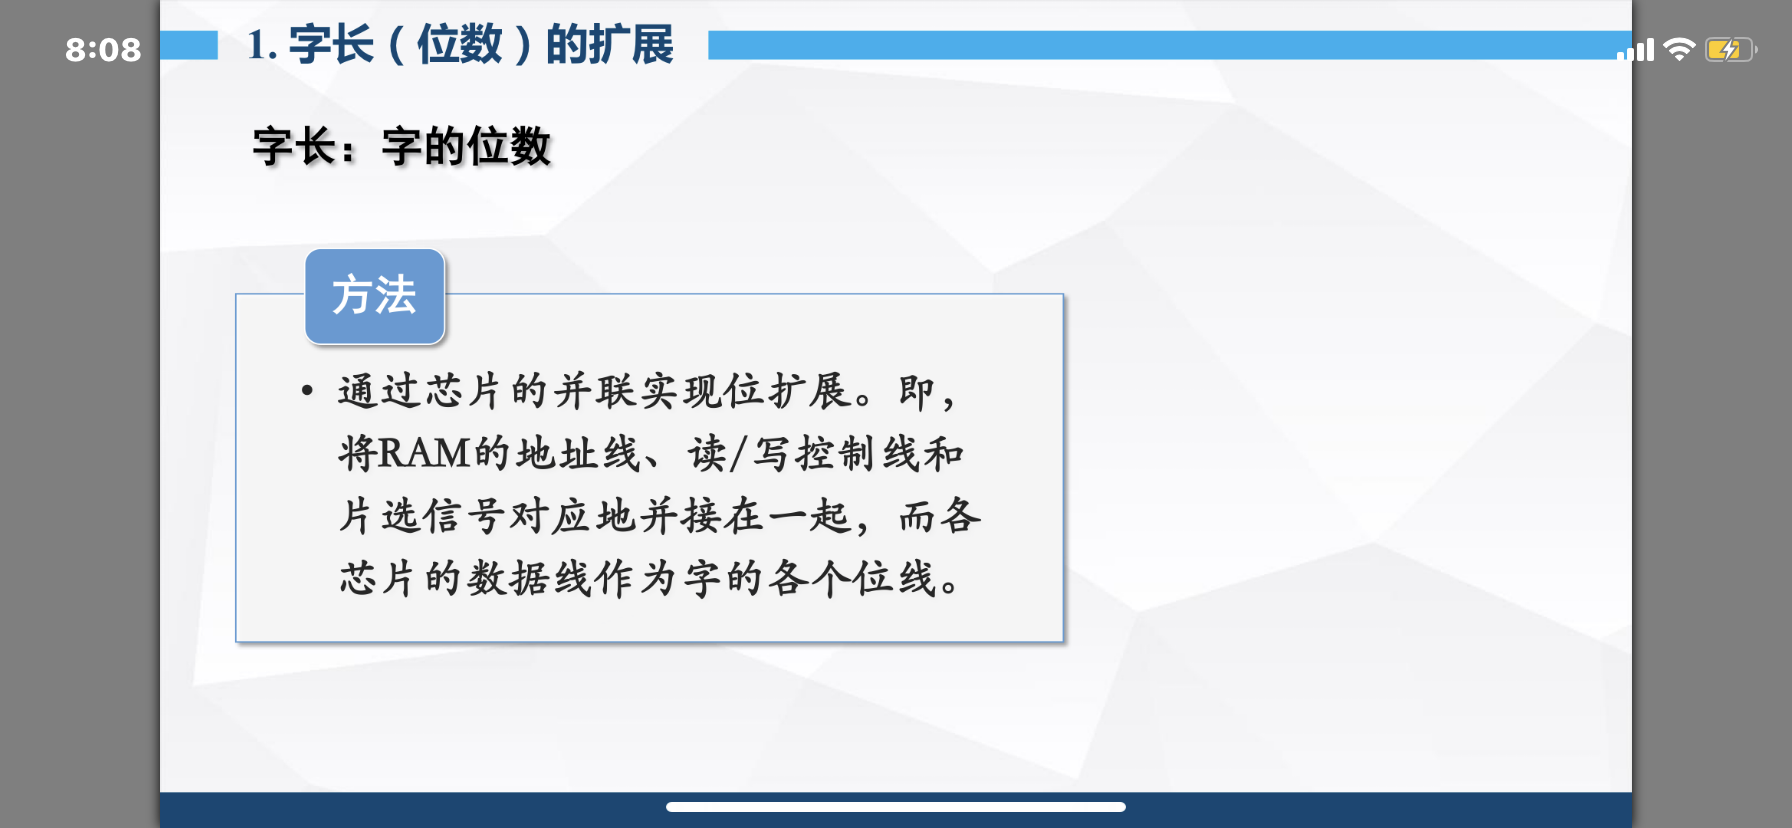 8:08
1. 字长（位数）的扩展
字长：字的位数
方法
• 通过芯片的并联实现位扩展。即，
将RAM的地址线、读/写控制线和
片选信号对应地并接在一起，而各
芯片的数据线作为字的各个位线。